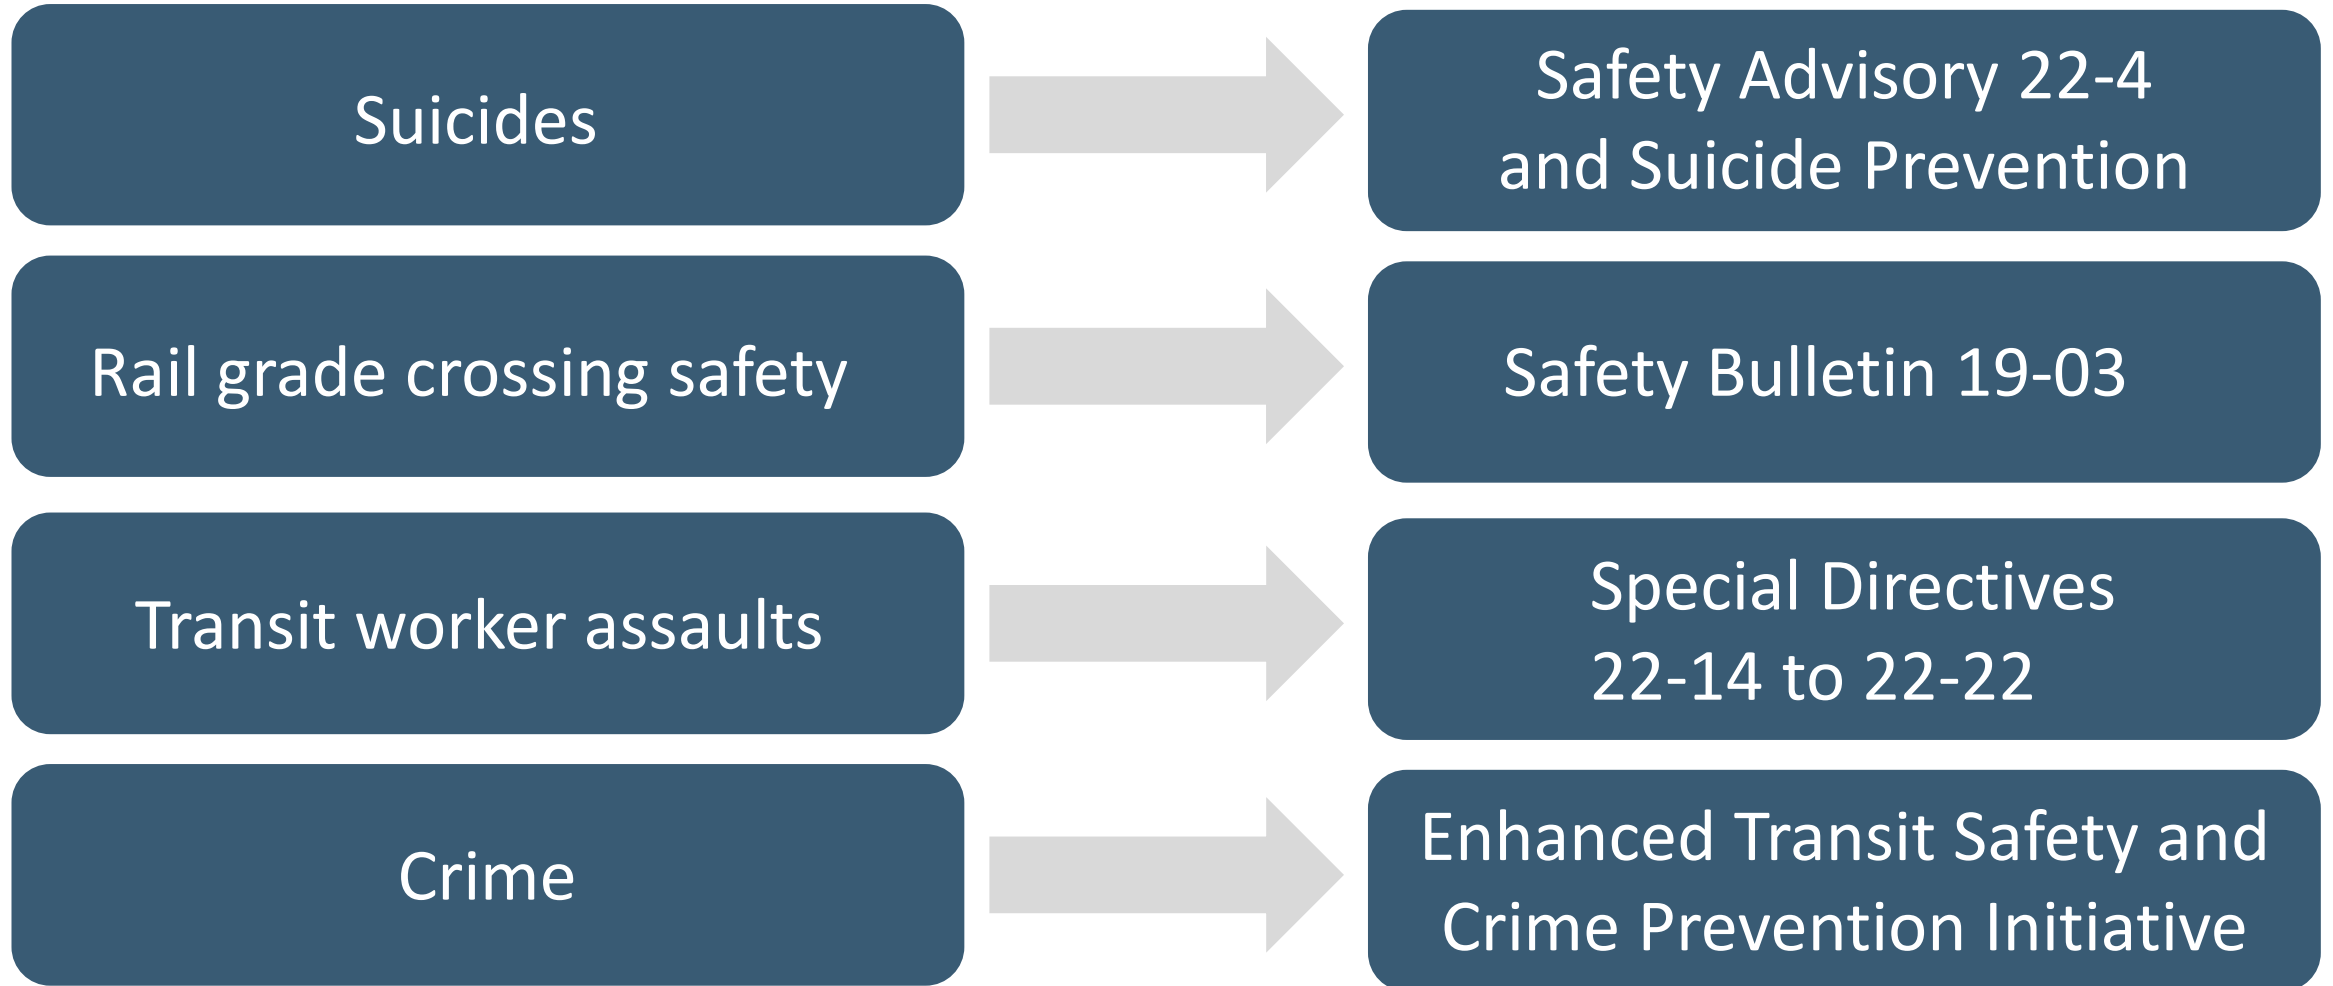 Suicides
Safety Advisory 22-4
and Suicide Prevention
Rail grade crossing safety
Safety Bulletin 19-03
Transit worker assaults
Special Directives
22-14 to 22-22
Crime
Enhanced Transit Safety and
Crime Prevention Initiative